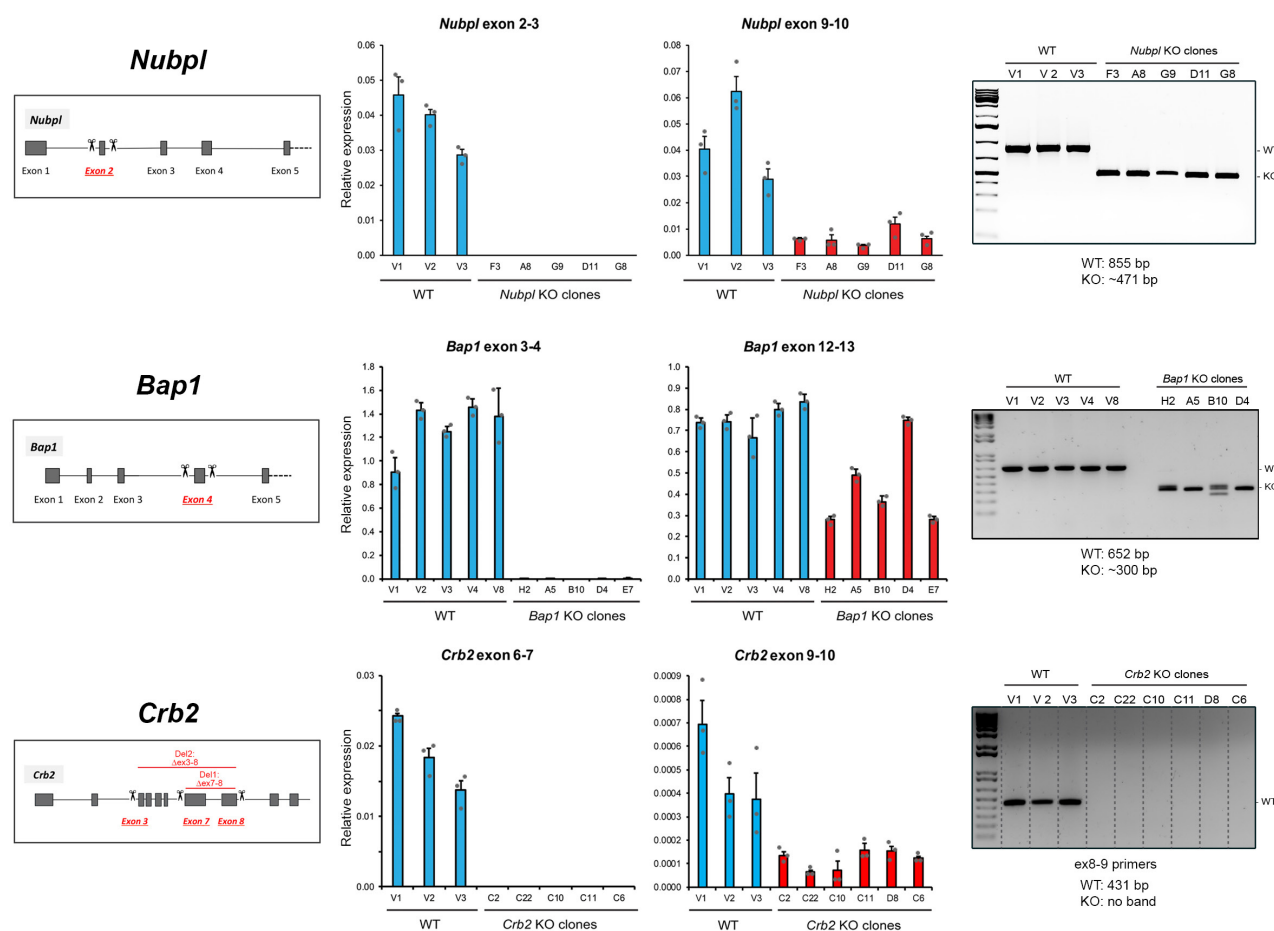 Nubpl
Nubpl
Exon 1
Exon 2
Exon 3
Exon 4
Exon 5
Nubpl exon 2-3
Relative expression
0.06
0.05
0.04
0.03
0.02
0.01
0.00
V1 V2 V3 F3 A8 G9 D11 G8
WT
Nubpl KO clones
Nubpl exon 9-10
0.08
0.07
0.06
0.05
0.04
0.03
0.02
0.01
0.00
V1 V2 V3 F3 A8 G9 D11 G8
WT
Nubpl KO clones
WT
Nubpl KO clones
V1 V 2 V3 F3 A8 G9 D11 G8
WT: 855 bp
KO: ~471 bp
Bap1
Bap1
Exon 1
Exon 2
Exon 3
Exon 4
Exon 5
Bap1 exon 3-4
Relative expression
1.8
1.6
1.4
1.2
1.0
0.8
0.6
0.4
0.2
0.0
V1 V2 V3 V4 V8 H2 A5 B10 D4 E7
WT
Bap1 KO clones
Bap1 exon 12-13
1.0
0.9
0.8
0.7
0.6
0.5
0.4
0.3
0.2
0.1
0.0
V1 V2 V3 V4 V8 H2 A5 B10 D4 E7
WT
Bap1 KO clones
WT
Bap1 KO clones
V1 V2 V3 V4 V8 H2 A5 B10 D4
WT: 652 bp
KO: ~300 bp
Crb2
Crb2
Del2:
Δex3-8
Del1:
Δex7-8
Exon 3
Exon 7
Exon 8
Crb2 exon 6-7
Relative expression
0.03
0.02
0.01
0.00
V1 V2 V3 C2 C22 C10 C11 C6
WT
Crb2 KO clones
Crb2 exon 9-10
0.0009
0.0008
0.0007
0.0006
0.0005
0.0004
0.0003
0.0002
0.0001
0.0000
V1 V2 V3 C2 C22 C10 C11 D8 C6
WT
Crb2 KO clones
WT
Crb2 KO clones
V1 V 2 V3 C2 C22 C10 C11 D8 C6
- WT
ex8-9 primers
WT: 431 bp
KO: no band